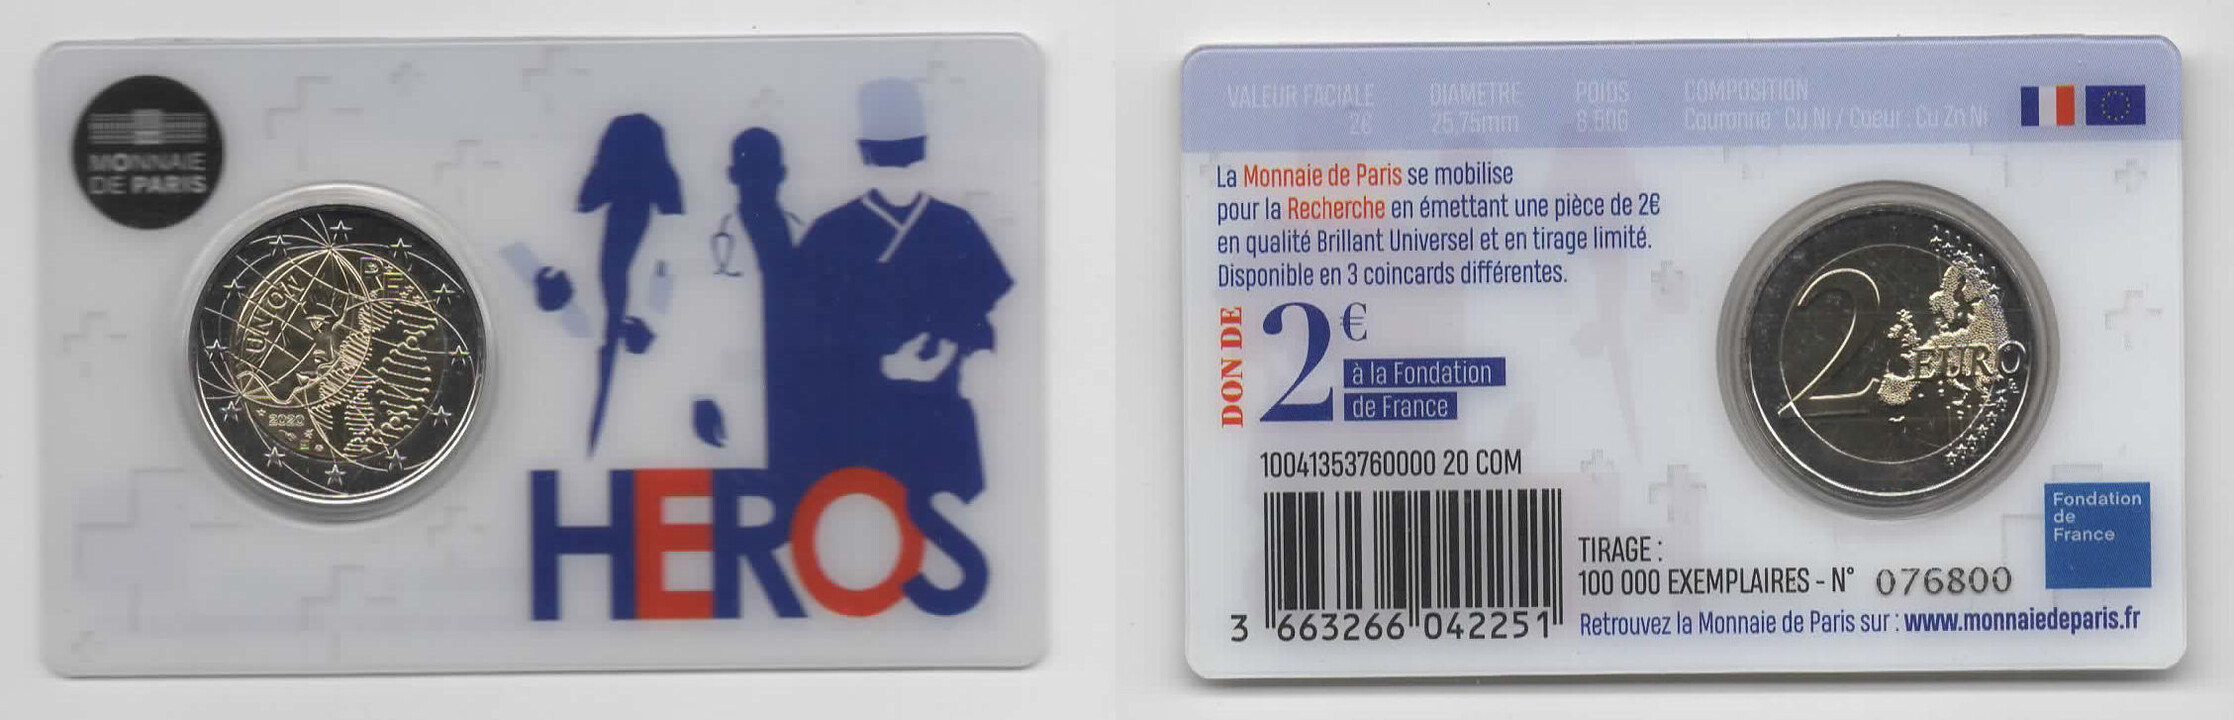 MONNAIE
DE PARIS
UNION
2020
HEROS
VALEUR FACIALE
2€
DIAMETRE
25.75mm
POIDS
8.50G
COMPOSITION
Couronne : Cu Ni / Coeur : Cu Zn Ni
La Monnaie de Paris se mobilise
pour la Recherche en émettant une pièce de 2€
en qualité Brillant Universel et en tirage limité.
Disponible en 3 coincards différentes.
DON DE
2€
à la Fondation
de France
2 EURO
10041353760000 20 COM
3 663266 042251
TIRAGE :
100 000 EXEMPLAIRES - N° 076800
Retrouvez la Monnaie de Paris sur : www.monnaiedeparis.fr
Fondation
de
France